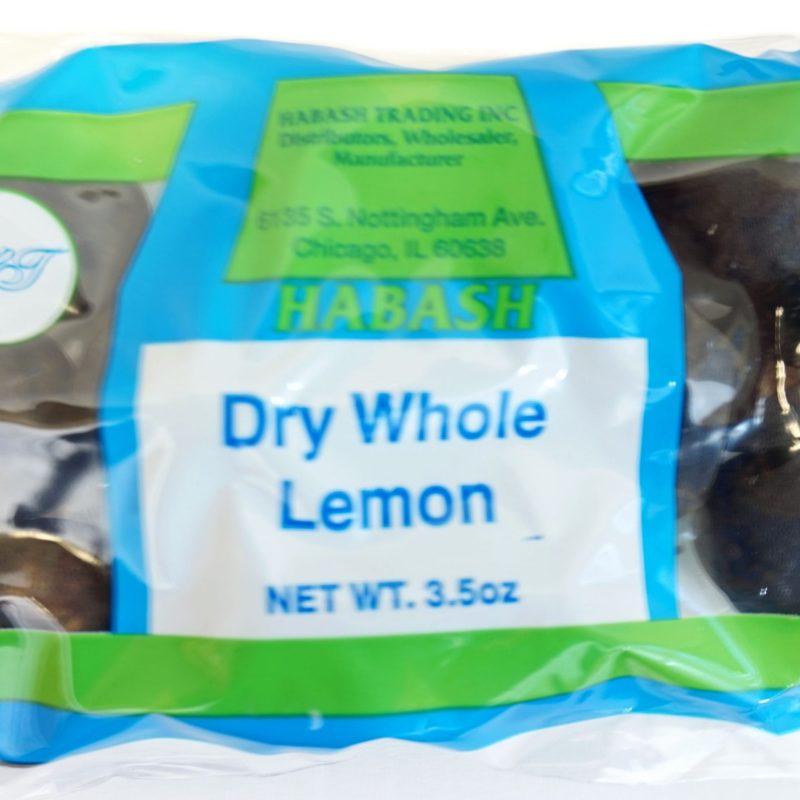 HABASH TRADING INC
Distributors, Wholesaler,
Manufacturer
6135 S. Nottingham Ave.
Chicago, IL 60638
HABASH
Dry Whole
Lemon
NET WT. 3.5oz